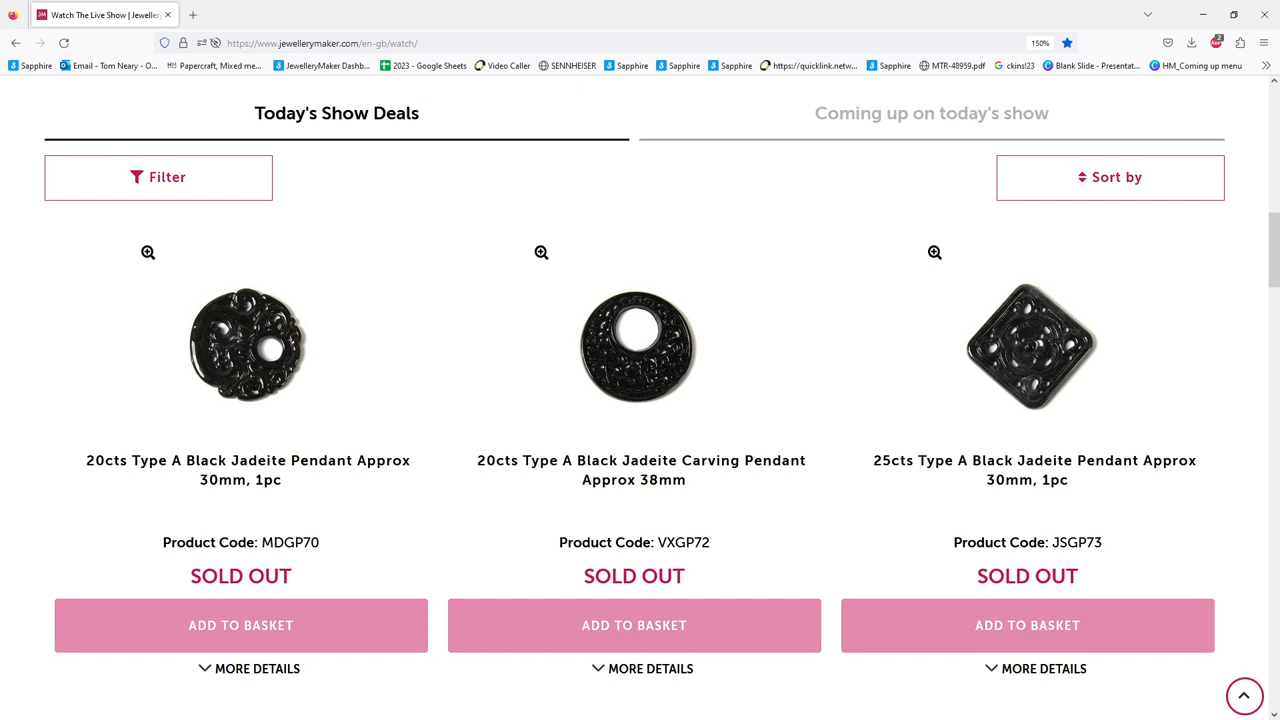 JM Watch The Live Show | Jeweller
https://www.jewellerymaker.com/en-gb/watch/
150%
2
Sapphire
Email - Tom Neary - O...
Papercraft, Mixed me...
JewelleryMaker Dashb...
2023 - Google Sheets
Video Caller
SENNHEISER
Sapphire
Sapphire
Sapphire
https://quicklink.netw...
Sapphire
MTR-48959.pdf
ckins!23
Blank Slide - Presentat...
HM_Coming up menu
Today's Show Deals
Coming up on today's show
Filter
Sort by
20cts Type A Black Jadeite Pendant Approx
30mm, 1pc
Product Code: MDGP70
SOLD OUT
ADD TO BASKET
MORE DETAILS
20cts Type A Black Jadeite Carving Pendant
Approx 38mm
Product Code: VXGP72
SOLD OUT
ADD TO BASKET
MORE DETAILS
25cts Type A Black Jadeite Pendant Approx
30mm, 1pc
Product Code: JSGP73
SOLD OUT
ADD TO BASKET
MORE DETAILS